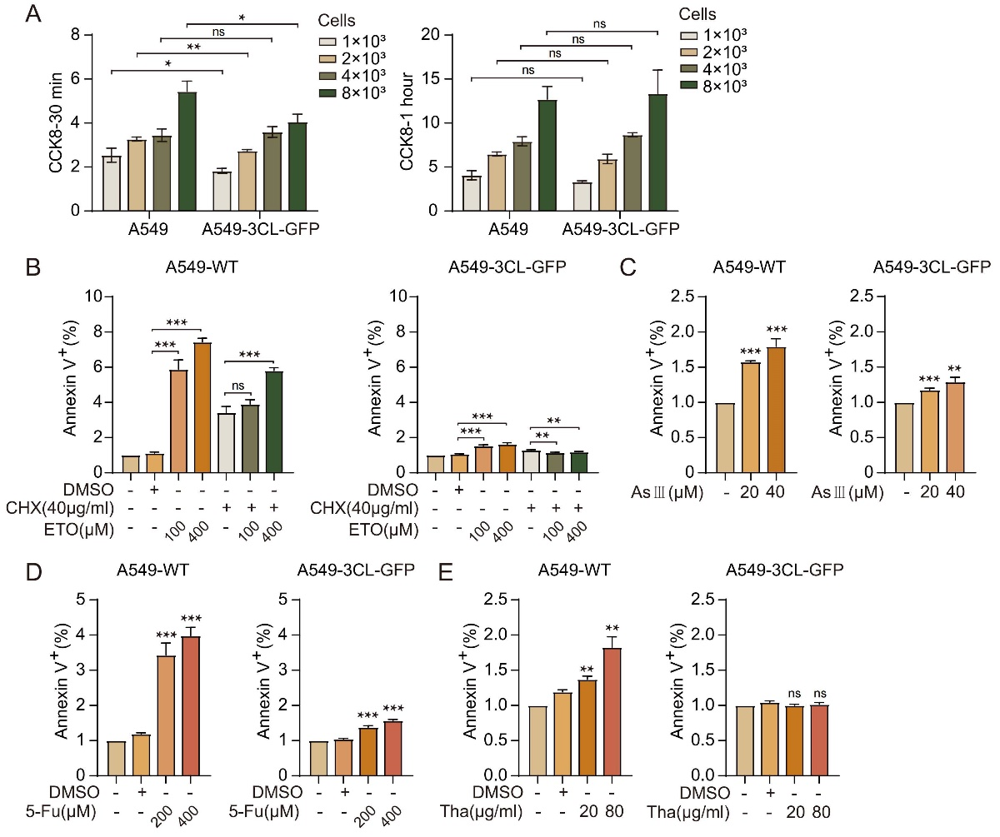 A
CCK8-30 min
8
6
4
2
0
*
**
ns
*
A549
A549-3CL-GFP
Cells
1×10³
2×10³
4×10³
8×10³
CCK8-1 hour
20
15
10
5
0
ns
ns
ns
ns
A549
A549-3CL-GFP
Cells
1×10³
2×10³
4×10³
8×10³
B
A549-WT
Annexin V⁺(%)
10
8
6
4
2
0
***
***
ns
***
DMSO - + - - - - -
CHX(40μg/ml) - - - - + + +
ETO(μM) - - 100 400 - 100 400
A549-3CL-GFP
Annexin V⁺(%)
10
8
6
4
2
0
***
***
**
**
DMSO - + - - - - -
CHX(40μg/ml) - - - - + + +
ETO(μM) - - 100 400 - 100 400
C
A549-WT
Annexin V⁺(%)
2.5
2.0
1.5
1.0
0.5
0
***
***
AsⅢ(μM) - 20 40
A549-3CL-GFP
Annexin V⁺(%)
2.5
2.0
1.5
1.0
0.5
0
***
**
AsⅢ(μM) - 20 40
D
A549-WT
Annexin V⁺(%)
5
4
3
2
1
0
***
***
DMSO - + - -
5-Fu(μM) - - 200 400
A549-3CL-GFP
Annexin V⁺(%)
5
4
3
2
1
0
***
***
DMSO - + - -
5-Fu(μM) - - 200 400
E
A549-WT
Annexin V⁺(%)
2.5
2.0
1.5
1.0
0.5
0.0
**
**
DMSO - + - -
Tha(μg/ml) - - 20 80
A549-3CL-GFP
Annexin V⁺(%)
2.5
2.0
1.5
1.0
0.5
0.0
ns
ns
DMSO - + - -
Tha(μg/ml) - - 20 80